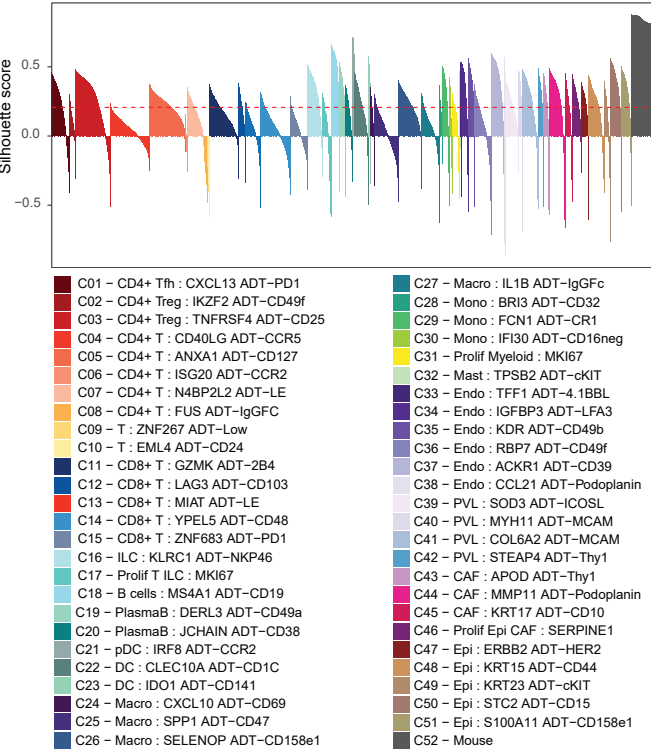 Silhouette score
0.5
0.0
−0.5
C01 − CD4+ Tfh : CXCL13 ADT−PD1
C02 − CD4+ Treg : IKZF2 ADT−CD49f
C03 − CD4+ Treg : TNFRSF4 ADT−CD25
C04 − CD4+ T : CD40LG ADT−CCR5
C05 − CD4+ T : ANXA1 ADT−CD127
C06 − CD4+ T : ISG20 ADT−CCR2
C07 − CD4+ T : N4BP2L2 ADT−LE
C08 − CD4+ T : FUS ADT−IgGFC
C09 − T : ZNF267 ADT−Low
C10 − T : EML4 ADT−CD24
C11 − CD8+ T : GZMK ADT−2B4
C12 − CD8+ T : LAG3 ADT−CD103
C13 − CD8+ T : MIAT ADT−LE
C14 − CD8+ T : YPEL5 ADT−CD48
C15 − CD8+ T : ZNF683 ADT−PD1
C16 − ILC : KLRC1 ADT−NKP46
C17 − Prolif T ILC : MKI67
C18 − B cells : MS4A1 ADT−CD19
C19 − PlasmaB : DERL3 ADT−CD49a
C20 − PlasmaB : JCHAIN ADT−CD38
C21 − pDC : IRF8 ADT−CCR2
C22 − DC : CLEC10A ADT−CD1C
C23 − DC : IDO1 ADT−CD141
C24 − Macro : CXCL10 ADT−CD69
C25 − Macro : SPP1 ADT−CD47
C26 − Macro : SELENOP ADT−CD158e1
C27 − Macro : IL1B ADT−IgGFc
C28 − Mono : BRI3 ADT−CD32
C29 − Mono : FCN1 ADT−CR1
C30 − Mono : IFI30 ADT−CD16neg
C31 − Prolif Myeloid : MKI67
C32 − Mast : TPSB2 ADT−cKIT
C33 − Endo : TFF1 ADT−4.1BBL
C34 − Endo : IGFBP3 ADT−LFA3
C35 − Endo : KDR ADT−CD49b
C36 − Endo : RBP7 ADT−CD49f
C37 − Endo : ACKR1 ADT−CD39
C38 − Endo : CCL21 ADT−Podoplanin
C39 − PVL : SOD3 ADT−ICOSL
C40 − PVL : MYH11 ADT−MCAM
C41 − PVL : COL6A2 ADT−MCAM
C42 − PVL : STEAP4 ADT−Thy1
C43 − CAF : APOD ADT−Thy1
C44 − CAF : MMP11 ADT−Podoplanin
C45 − CAF : KRT17 ADT−CD10
C46 − Prolif Epi CAF : SERPINE1
C47 − Epi : ERBB2 ADT−HER2
C48 − Epi : KRT15 ADT−CD44
C49 − Epi : KRT23 ADT−cKIT
C50 − Epi : STC2 ADT−CD15
C51 − Epi : S100A11 ADT−CD158e1
C52 − Mouse